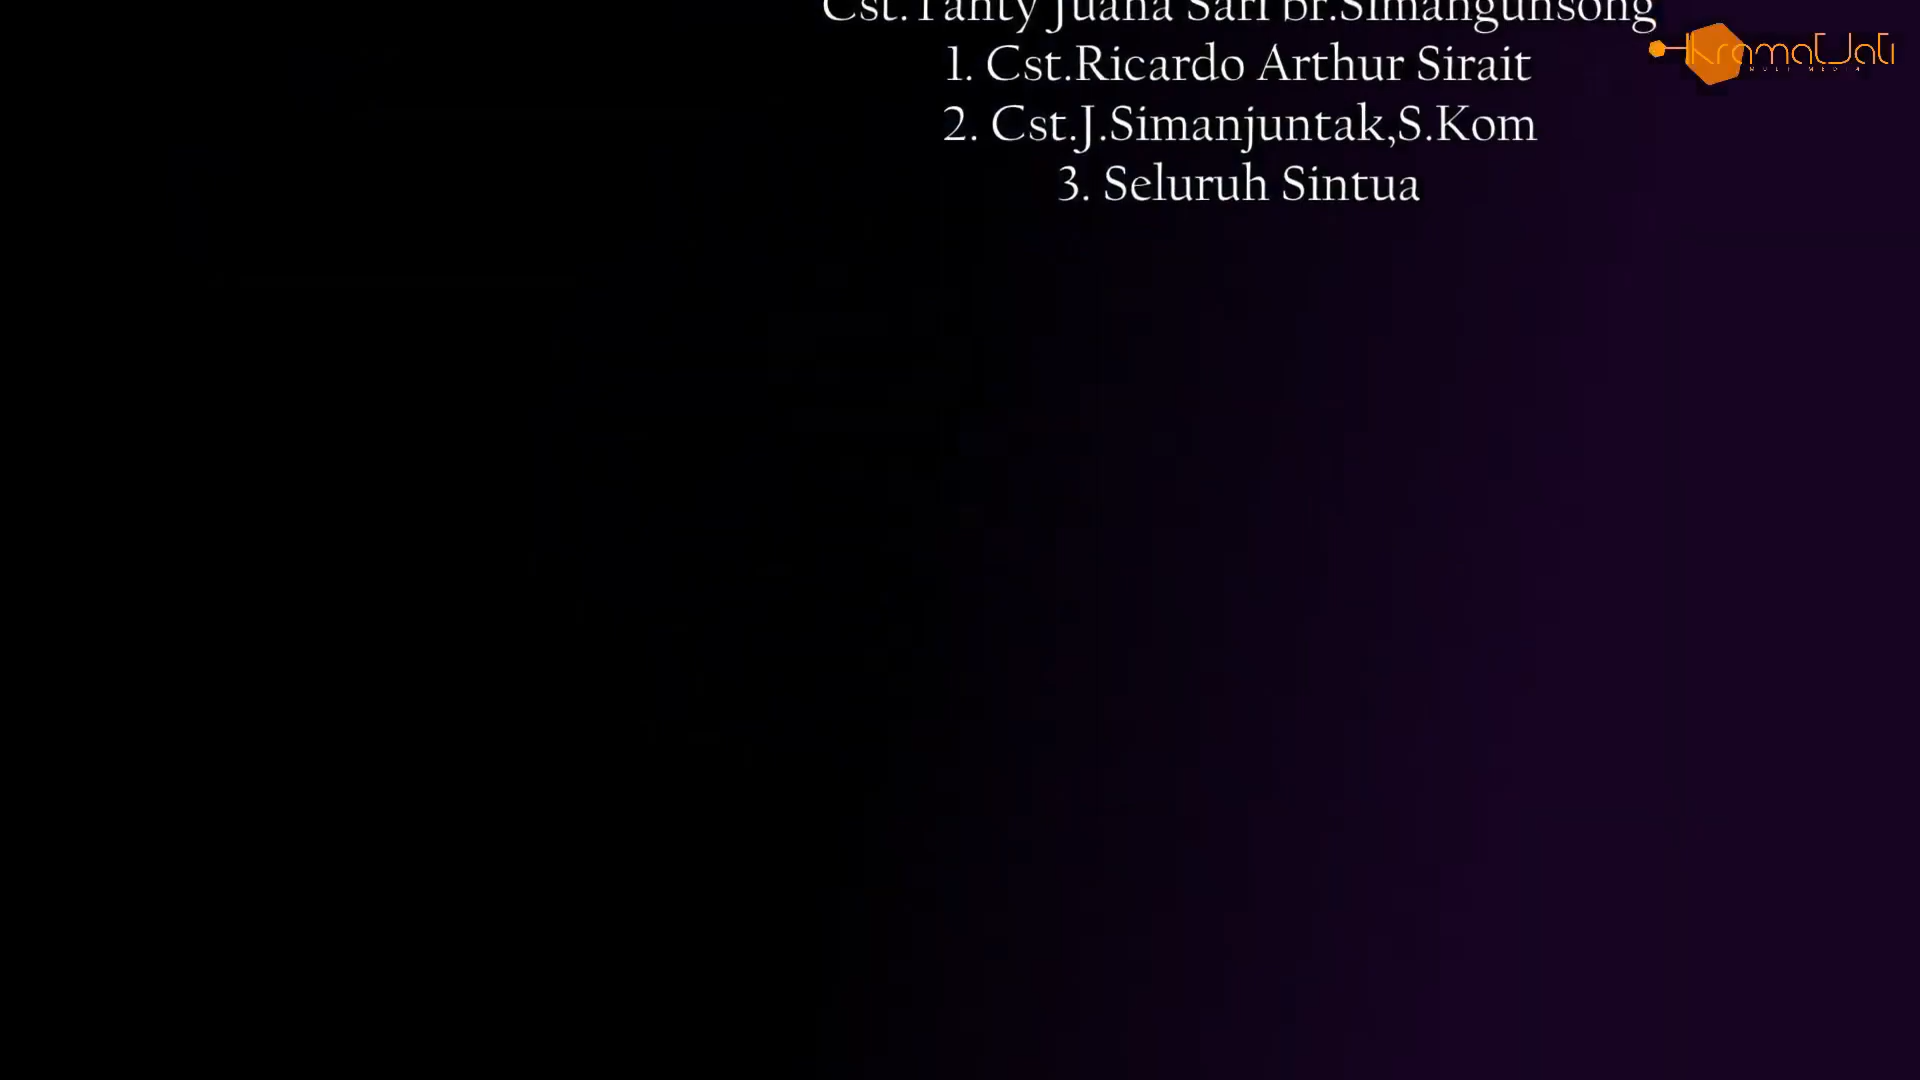 Cst.Tanty Juana Sari br.Simangunsong
1. Cst.Ricardo Arthur Sirait
2. Cst.J.Simanjuntak,S.Kom
3. Seluruh Sintua
KramatJati
MULTIMEDIA